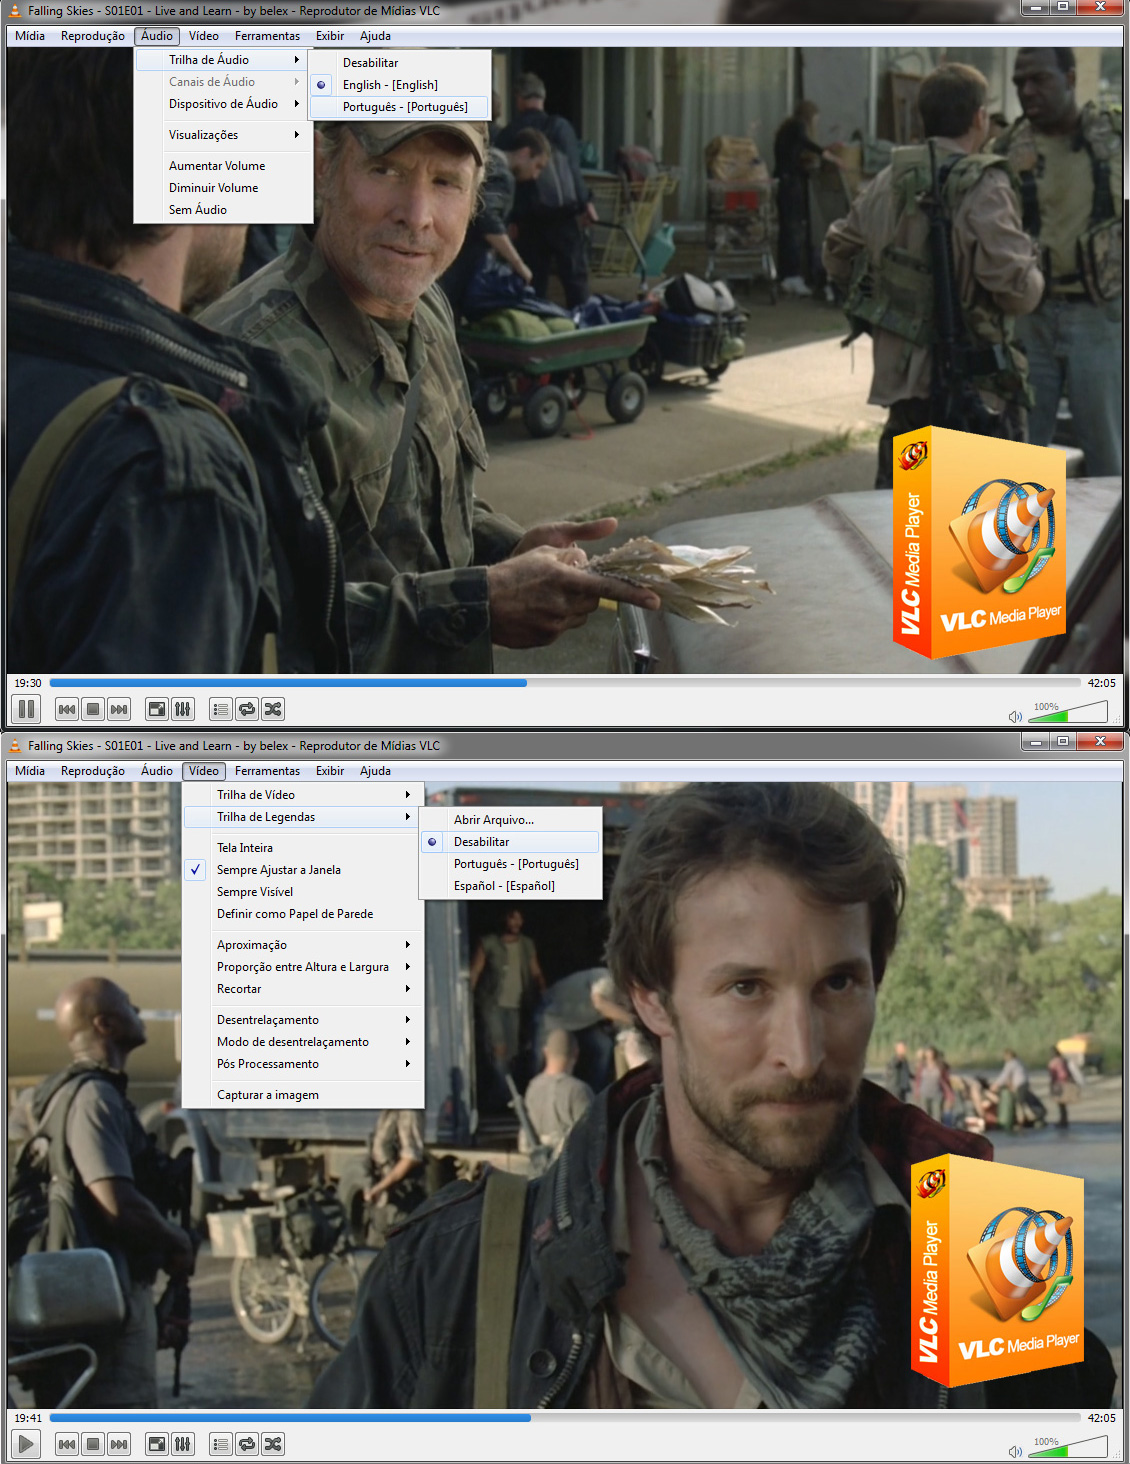 Falling Skies - S01E01 - Live and Learn - by belex - Reprodutor de Mídias VLC
Mídia Reprodução Áudio Vídeo Ferramentas Exibir Ajuda
Trilha de Áudio
Canais de Áudio
Dispositivo de Áudio
Visualizações
Aumentar Volume
Diminuir Volume
Sem Áudio
Desabilitar
English - [English]
Português - [Português]
VLC Media Player
VLC Media Player
19:30
42:05
100%
Falling Skies - S01E01 - Live and Learn - by belex - Reprodutor de Mídias VLC
Mídia Reprodução Áudio Vídeo Ferramentas Exibir Ajuda
Trilha de Vídeo
Trilha de Legendas
Tela Inteira
Sempre Ajustar a Janela
Sempre Visível
Definir como Papel de Parede
Aproximação
Proporção entre Altura e Largura
Recortar
Desentrelaçamento
Modo de desentrelaçamento
Pós Processamento
Capturar a imagem
Abrir Arquivo...
Desabilitar
Português - [Português]
Español - [Español]
VLC Media Player
VLC Media Player
19:41
42:05
100%